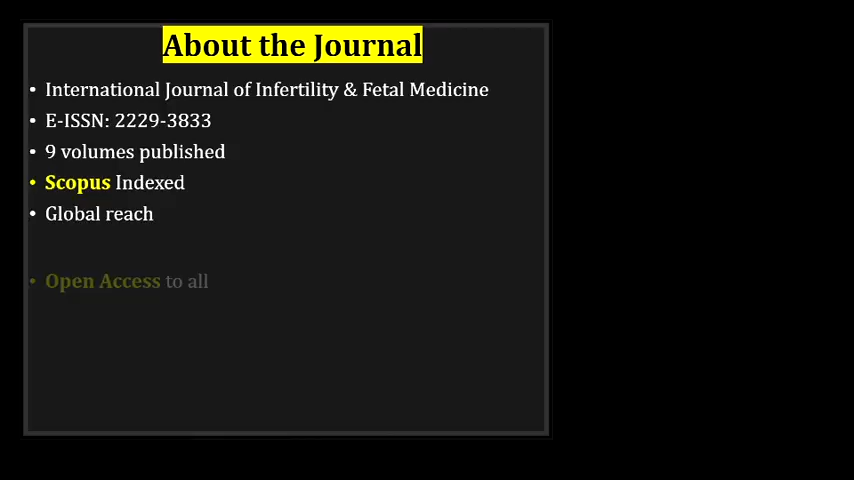 About the Journal
• International Journal of Infertility & Fetal Medicine
• E-ISSN: 2229-3833
• 9 volumes published
• Scopus Indexed
• Global reach
• Open Access to all